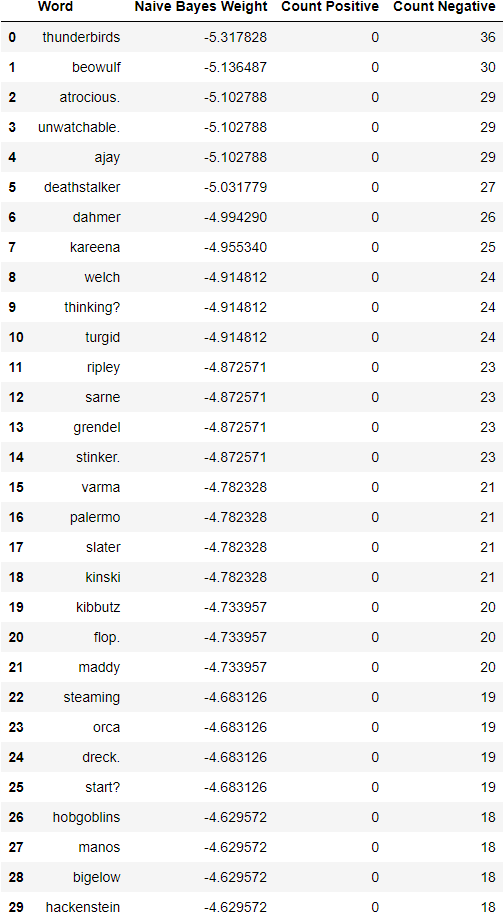 Word Naive Bayes Weight Count Positive Count Negative
0 thunderbirds -5.317828 0 36
1 beowulf -5.136487 0 30
2 atrocious. -5.102788 0 29
3 unwatchable. -5.102788 0 29
4 ajay -5.102788 0 29
5 deathstalker -5.031779 0 27
6 dahmer -4.994290 0 26
7 kareena -4.955340 0 25
8 welch -4.914812 0 24
9 thinking? -4.914812 0 24
10 turgid -4.914812 0 24
11 ripley -4.872571 0 23
12 sarne -4.872571 0 23
13 grendel -4.872571 0 23
14 stinker. -4.872571 0 23
15 varma -4.782328 0 21
16 palermo -4.782328 0 21
17 slater -4.782328 0 21
18 kinski -4.782328 0 21
19 kibbutz -4.733957 0 20
20 flop. -4.733957 0 20
21 maddy -4.733957 0 20
22 steaming -4.683126 0 19
23 orca -4.683126 0 19
24 dreck. -4.683126 0 19
25 start? -4.683126 0 19
26 hobgoblins -4.629572 0 18
27 manos -4.629572 0 18
28 bigelow -4.629572 0 18
29 hackenstein -4.629572 0 18